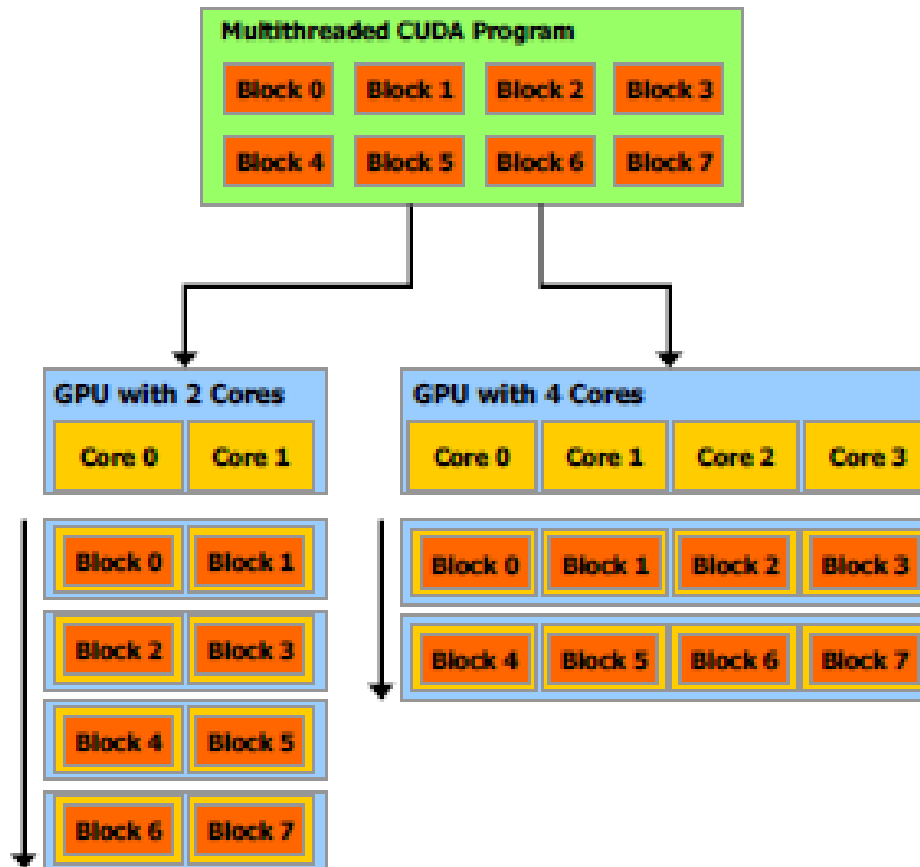 Multithreaded CUDA Program
Block 0 Block 1 Block 2 Block 3
Block 4 Block 5 Block 6 Block 7
GPU with 2 Cores
Core 0 Core 1
Block 0 Block 1
Block 2 Block 3
Block 4 Block 5
Block 6 Block 7
GPU with 4 Cores
Core 0 Core 1 Core 2 Core 3
Block 0 Block 1 Block 2 Block 3
Block 4 Block 5 Block 6 Block 7